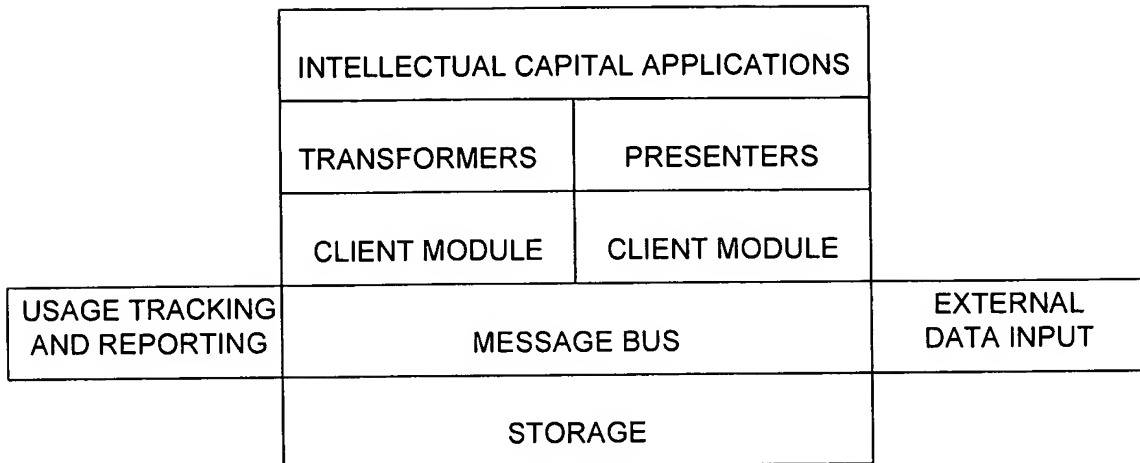 INTELLECTUAL CAPITAL APPLICATIONS
TRANSFORMERS
PRESENTERS
CLIENT MODULE
CLIENT MODULE
USAGE TRACKING
AND REPORTING
MESSAGE BUS
EXTERNAL
DATA INPUT
STORAGE